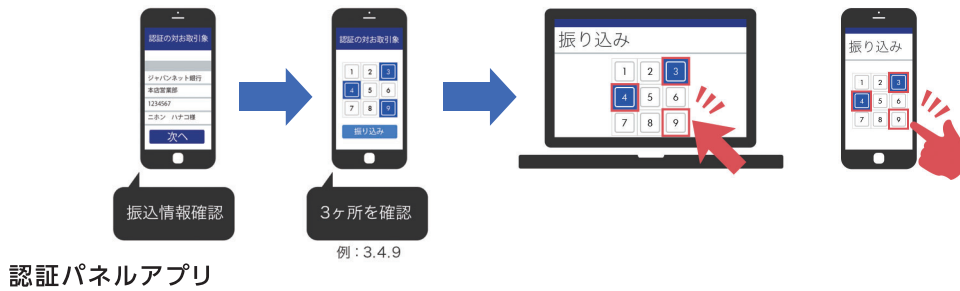 認証の対お取引象
ジャパンネット銀行
本店営業部
1234567
ニホン ハナコ様
次へ
振込情報確認
認証の対お取引象
1 2 3
4 5 6
7 8 9
振り込み
3ヶ所を確認
例：3.4.9
振り込み
1 2 3
4 5 6
7 8 9
振り込み
1 2 3
4 5 6
7 8 9
認証パネルアプリ